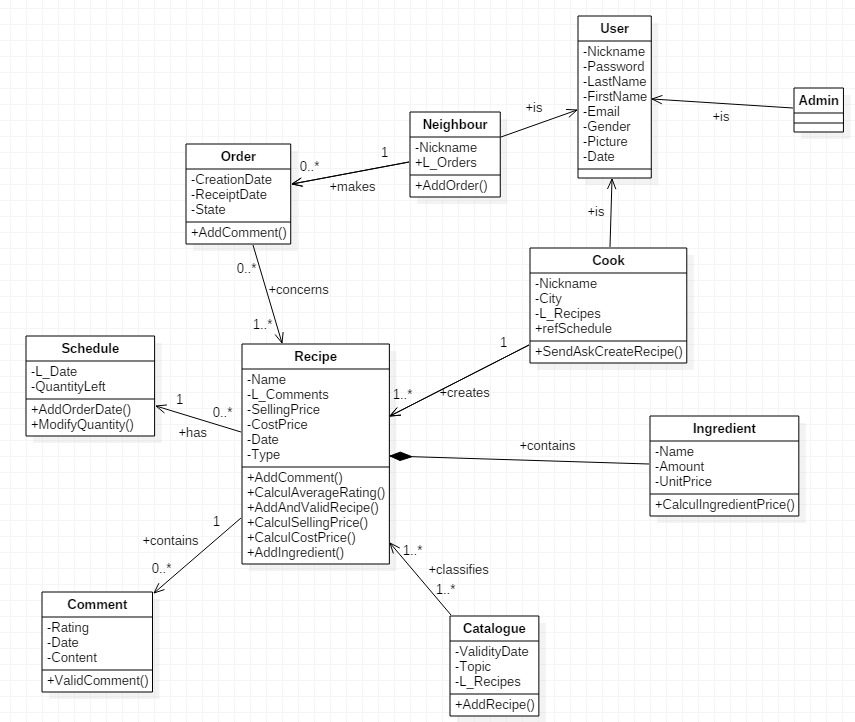 User
-Nickname
-Password
-LastName
-FirstName
-Email
-Gender
-Picture
-Date
Admin
+is
Neighbour
-Nickname
+L_Orders
+AddOrder()
+is
Order
-CreationDate
-ReceiptDate
-State
+AddComment()
0..*
1
+makes
+is
Cook
-Nickname
-City
-L_Recipes
+refSchedule
+SendAskCreateRecipe()
0..*
+concerns
1..*
Schedule
-L_Date
-QuantityLeft
+AddOrderDate()
+ModifyQuantity()
1
0..*
+has
Recipe
-Name
-L_Comments
-SellingPrice
-CostPrice
-Date
-Type
+AddComment()
+CalculAverageRating()
+AddAndValidRecipe()
+CalculSellingPrice()
+CalculCostPrice()
+AddIngredient()
1
1..*
+creates
+contains
Ingredient
-Name
-Amount
-UnitPrice
+CalculIngredientPrice()
1
+contains
0..*
1..*
+classifies
1..*
Comment
-Rating
-Date
-Content
+ValidComment()
Catalogue
-ValidityDate
-Topic
-L_Recipes
+AddRecipe()